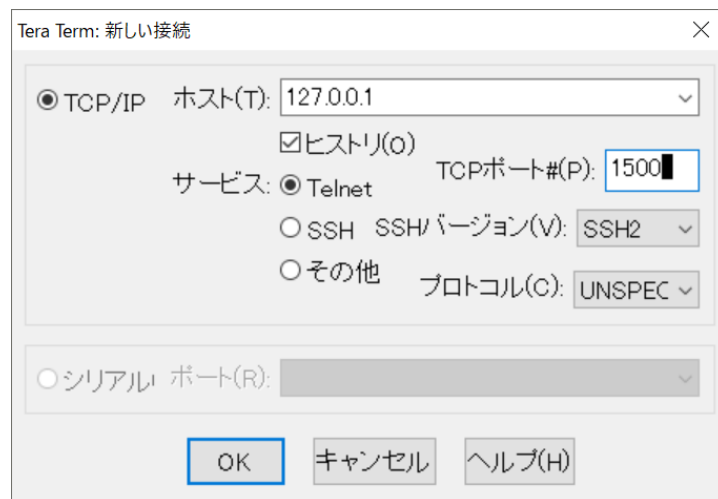 Tera Term: 新しい接続
TCP/IP ホスト(T): 127.0.0.1
ヒストリ(O)
サービス: Telnet TCPポート#(P): 1500
SSH SSHバージョン(V): SSH2
その他 プロトコル(C): UNSPEC
シリアル ポート(R):
OK キャンセル ヘルプ(H)